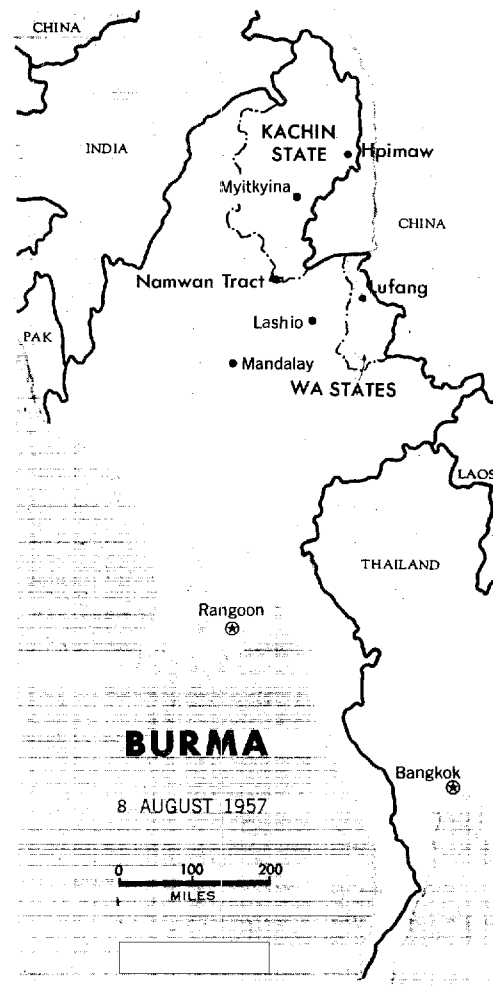 CHINA
INDIA
KACHIN
STATE
Hpimaw
Myitkyina
CHINA
Namwan Tract
Lufang
Lashio
PAK
Mandalay
WA STATES
LAOS
THAILAND
Rangoon
BURMA
Bangkok
8 AUGUST 1957
0 100 200
MILES